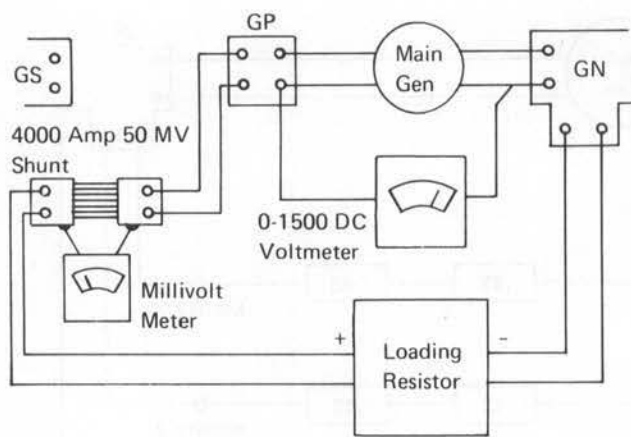 GP
GS
Main
Gen
GN
4000 Amp 50 MV
Shunt
0-1500 DC
Voltmeter
Millivolt
Meter
+
-
Loading
Resistor